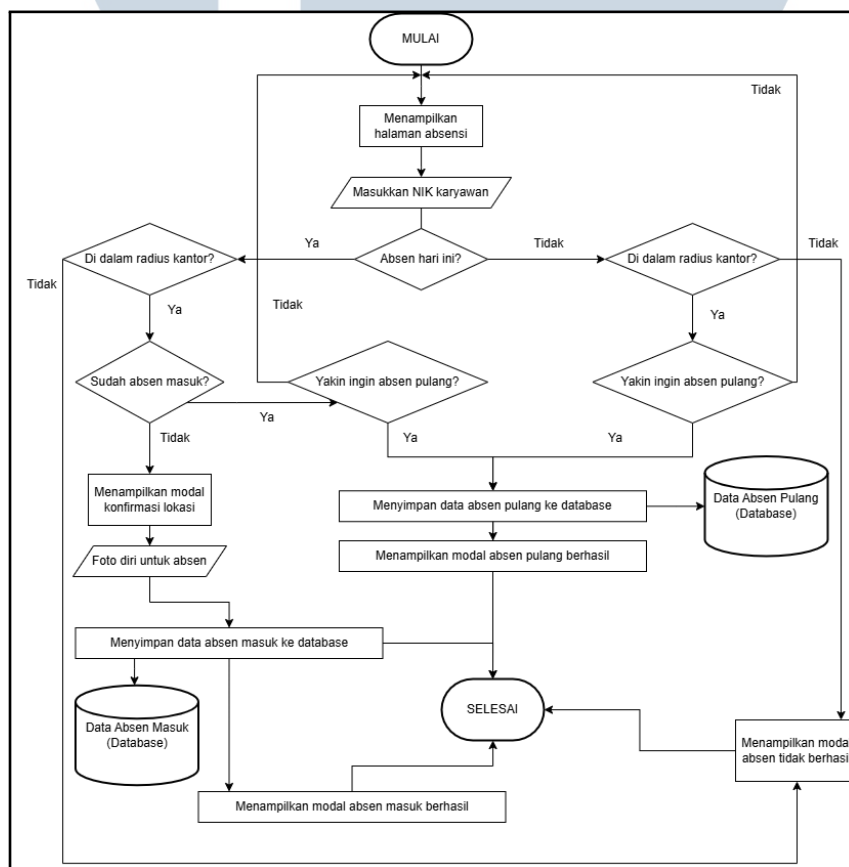 MULAI
Tidak
Menampilkan
halaman absensi
Masukkan NIK karyawan
Ya
Tidak
Tidak
Di dalam radius kantor?
Absen hari ini?
Di dalam radius kantor?
Tidak
Tidak
Ya
Ya
Sudah absen masuk?
Yakin ingin absen pulang?
Yakin ingin absen pulang?
Ya
Tidak
Ya
Ya
Menampilkan modal
konfirmasi lokasi
Menyimpan data absen pulang ke database
Data Absen Pulang
(Database)
Foto diri untuk absen
Menampilkan modal absen pulang berhasil
Menyimpan data absen masuk ke database
Data Absen Masuk
(Database)
SELESAI
Menampilkan modal
absen tidak berhasil
Menampilkan modal absen masuk berhasil